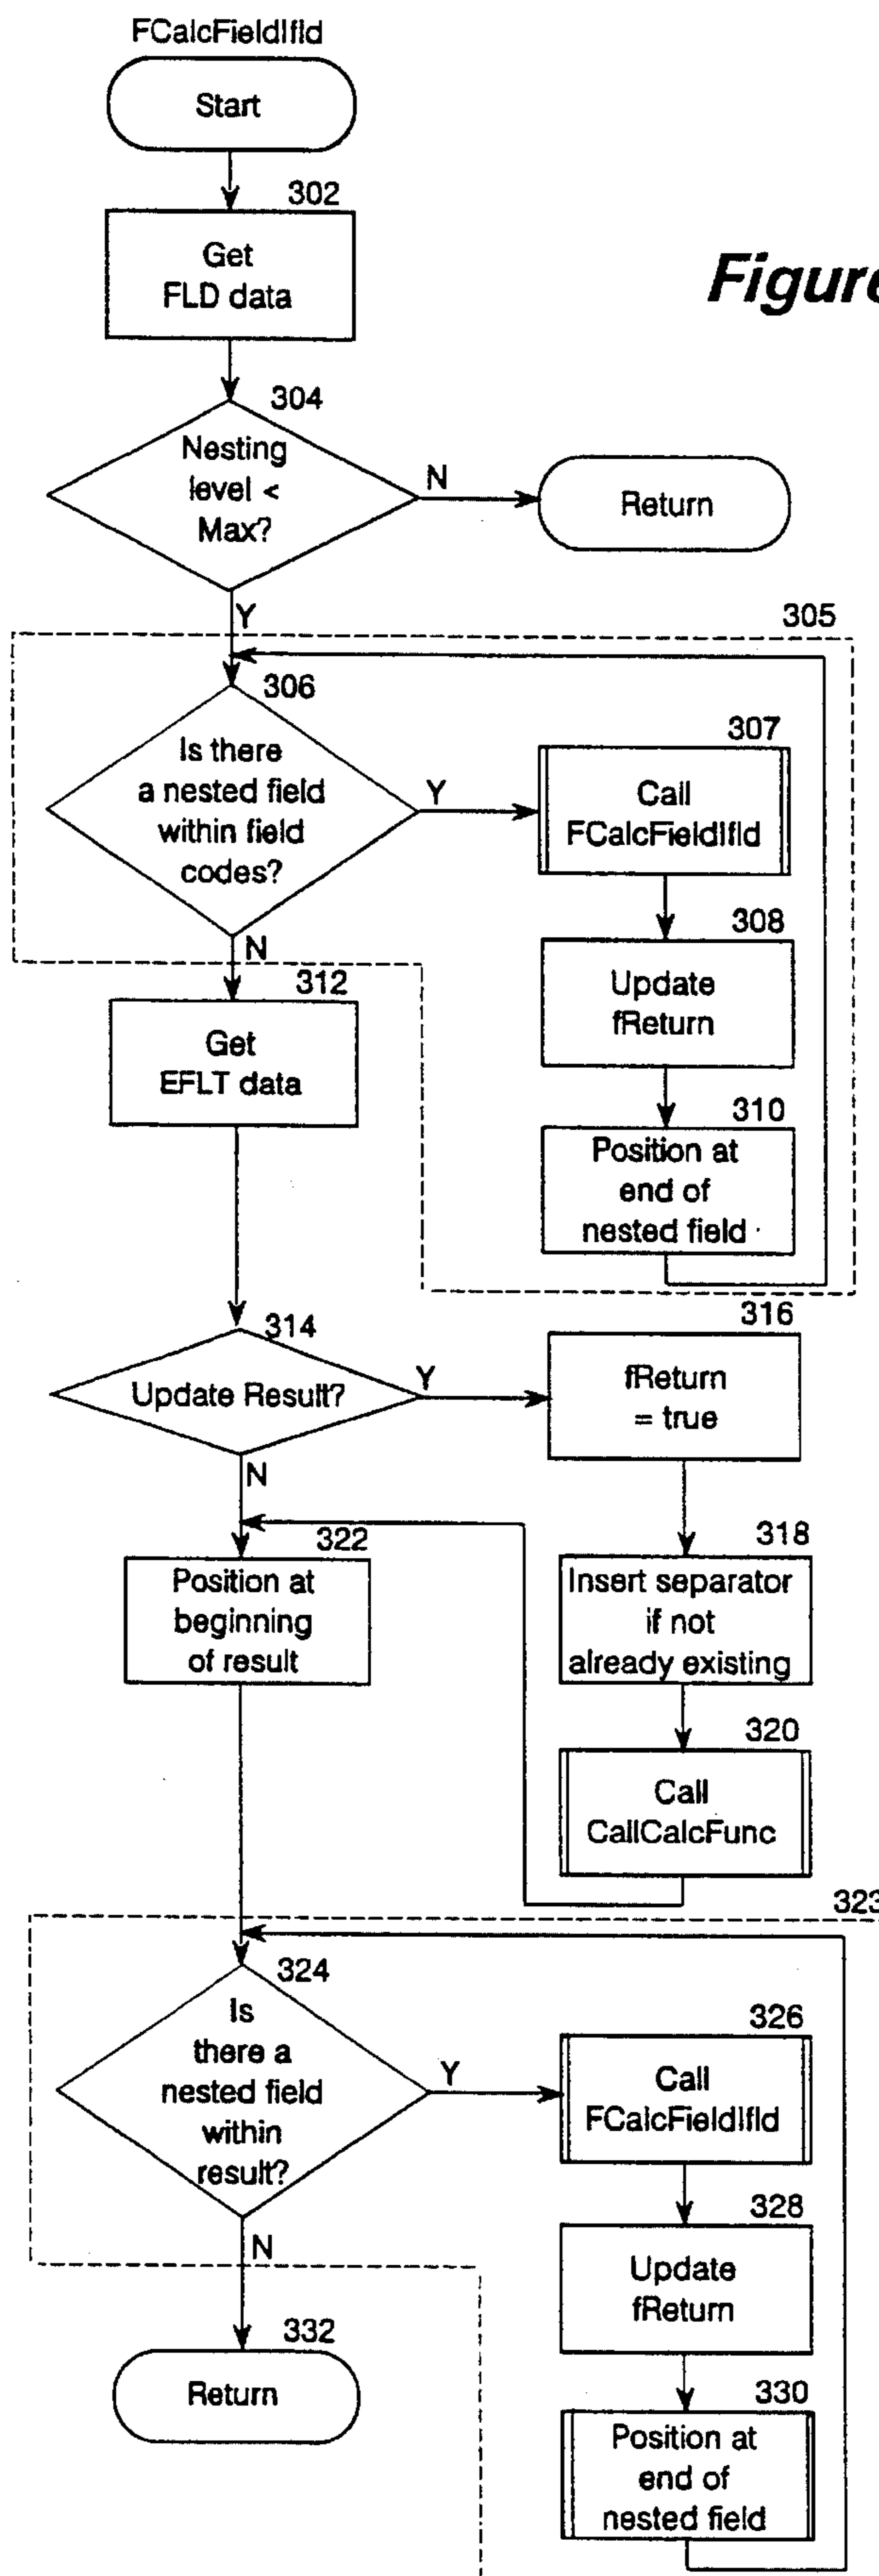 FCalcFieldIfld
Start
302
Get
FLD data
Figure
304
Nesting
level <
Max?
N
Return
Y
305
306
Is there
a nested field
within field
codes?
Y
307
Call
FCalcFieldIfld
308
Update
fReturn
310
Position at
end of
nested field
N
312
Get
EFLT data
314
Update Result?
Y
316
fReturn
= true
318
Insert separator
if not
already existing
320
Call
CallCalcFunc
N
322
Position at
beginning
of result
323
324
Is
there a
nested field
within
result?
Y
326
Call
FCalcFieldIfld
328
Update
fReturn
330
Position at
end of
nested field
N
332
Return